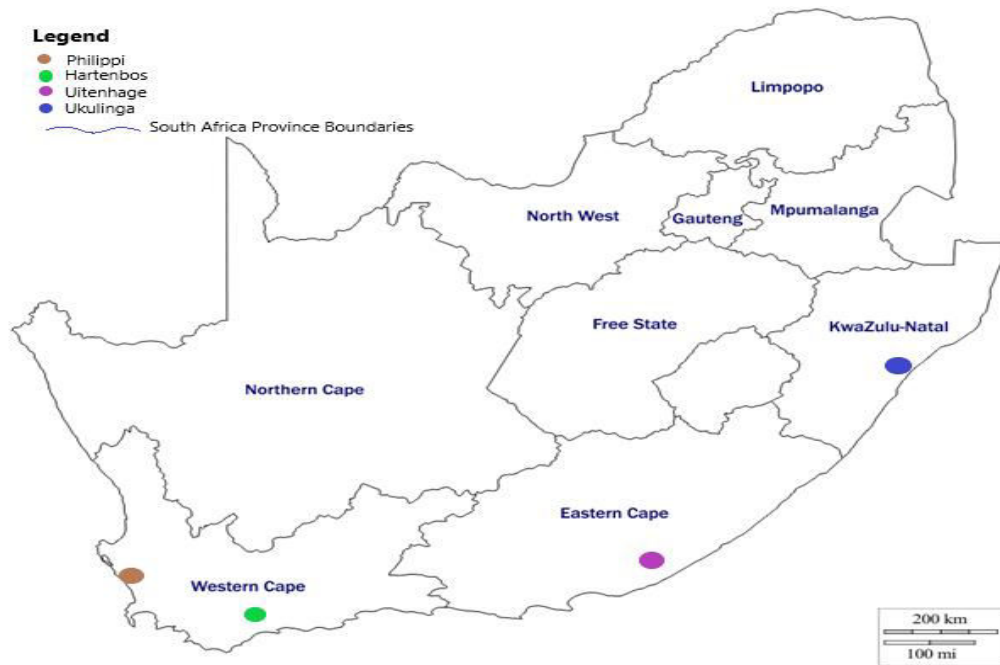 Legend
Philippi
Hartenbos
Uitenhage
Ukulinga
South Africa Province Boundaries
Limpopo
North West
Gauteng
Mpumalanga
Free State
KwaZulu-Natal
Northern Cape
Eastern Cape
Western Cape
200 km
100 mi